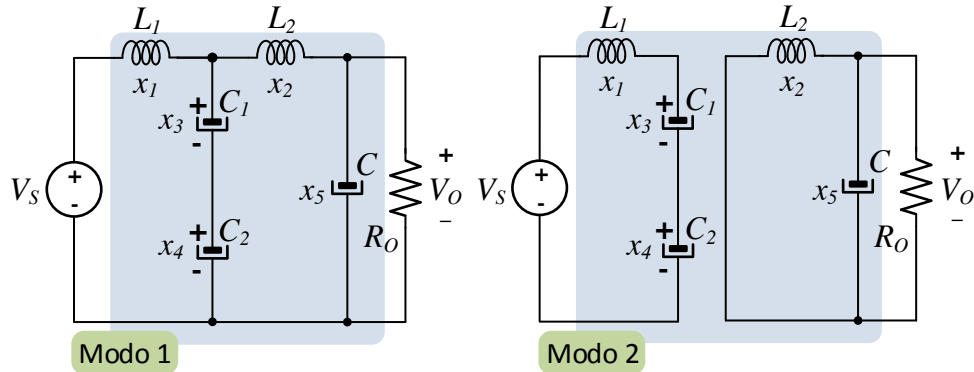 L1
L2
x1
x2
+
C1
x3
-
+
VS
+
-
C
x5
VO
-
RO
+
C2
x4
-
Modo 1
L1
L2
x1
x2
+
C1
x3
-
+
VS
+
-
C
x5
VO
-
RO
+
C2
x4
-
Modo 2